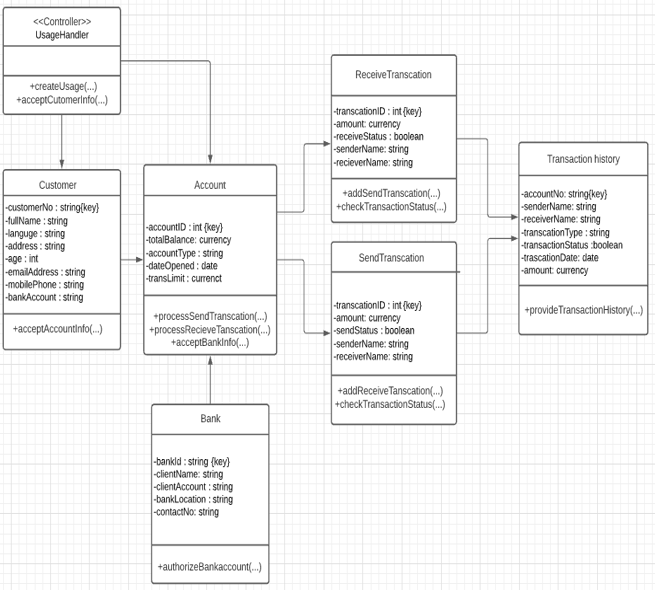 <<Controller>>
UsageHandler
+createUsage(...)
+acceptCutomerInfo(...)
Customer
-customerNo : string{key}
-fullName : string
-languge : string
-address : string
-age : int
-emailAddress : string
-mobilePhone : string
-bankAccount : string
+acceptAccountInfo(...)
Account
-accountID : int {key}
-totalBalance: currency
-accountType : string
-dateOpened : date
-transLimit : currenct
+processSendTranscation(...)
+processRecieveTanscation(...)
+acceptBankInfo(...)
Bank
-bankId : string {key}
-clientName: string
-clientAccount : string
-bankLocation : string
-contactNo: string
+authorizeBankaccount(...)
ReceiveTranscation
-transcationID : int {key}
-amount: currency
-receiveStatus : boolean
-senderName: string
-recieverName: string
+addSendTranscation(...)
+checkTransactionStatus(...)
SendTranscation
-transcationID : int {key}
-amount: currency
-sendStatus : boolean
-senderName: string
-receiverName: string
+addReceiveTanscation(...)
+checkTransactionStatus(...)
Transaction history
-accountNo: string{key}
-senderName: string
-receiverName: string
-transcationType : string
-transactionStatus :boolean
-trascationDate: date
-amount: currency
+provideTransactionHistory(...)